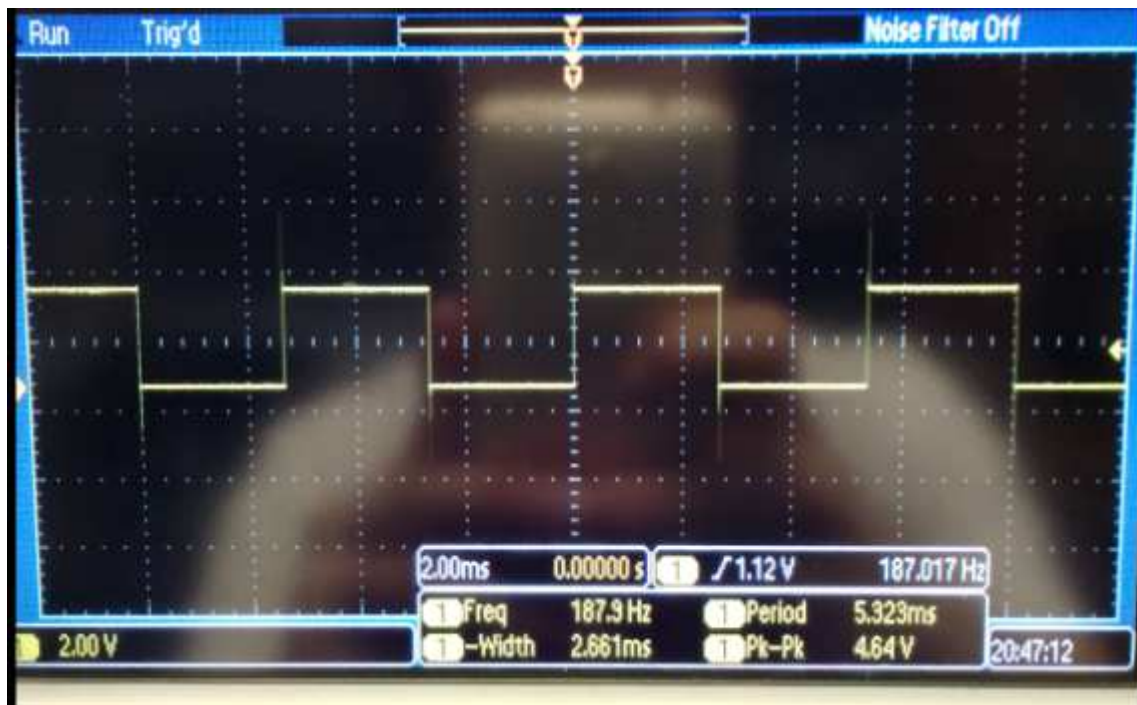 Run Trig'd Noise Filter Off
2.00ms 0.00000 s 1 1.12 V 187.017 Hz
1 Freq 187.9 Hz 1 Period 5.323ms
1 -Width 2.661ms 1 Pk-Pk 4.64 V
2.00 V
20:47:12